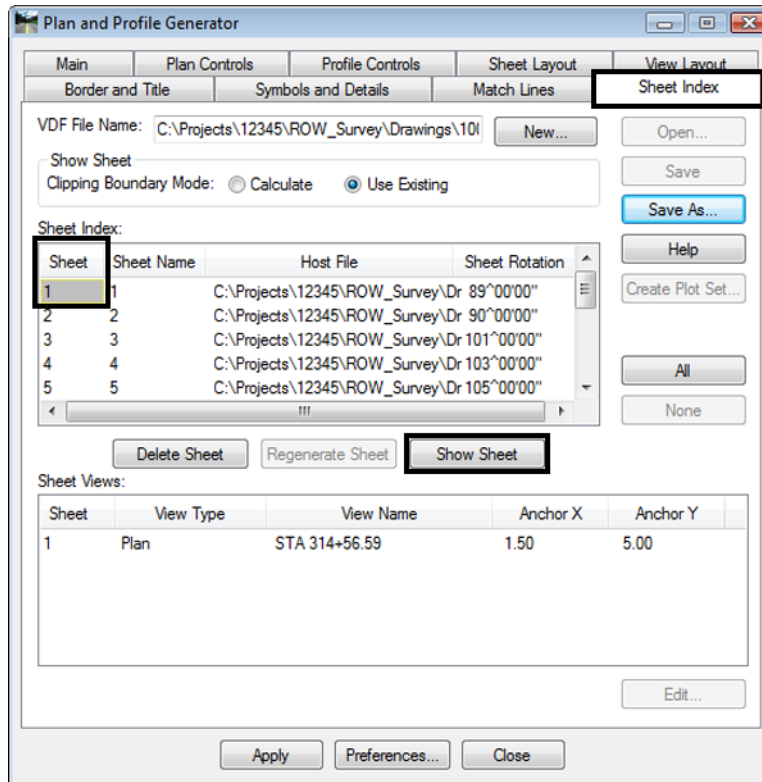 Plan and Profile Generator
Main Plan Controls Profile Controls Sheet Layout View Layout
Border and Title Symbols and Details Match Lines Sheet Index
VDF File Name: C:\Projects\12345\ROW_Survey\Drawings\10 New... Open...
Show Sheet
Clipping Boundary Mode: Calculate Use Existing Save
Save As...
Sheet Index:
Help
Sheet Sheet Name Host File Sheet Rotation
1 1 C:\Projects\12345\ROW_Survey\Dr 89^00'00" Create Plot Set...
2 2 C:\Projects\12345\ROW_Survey\Dr 90^00'00"
3 3 C:\Projects\12345\ROW_Survey\Dr 101^00'00"
4 4 C:\Projects\12345\ROW_Survey\Dr 103^00'00" All
5 5 C:\Projects\12345\ROW_Survey\Dr 105^00'00"
None
Delete Sheet Regenerate Sheet Show Sheet
Sheet Views:
Sheet View Type View Name Anchor X Anchor Y
1 Plan STA 314+56.59 1.50 5.00
Edit...
Apply Preferences... Close